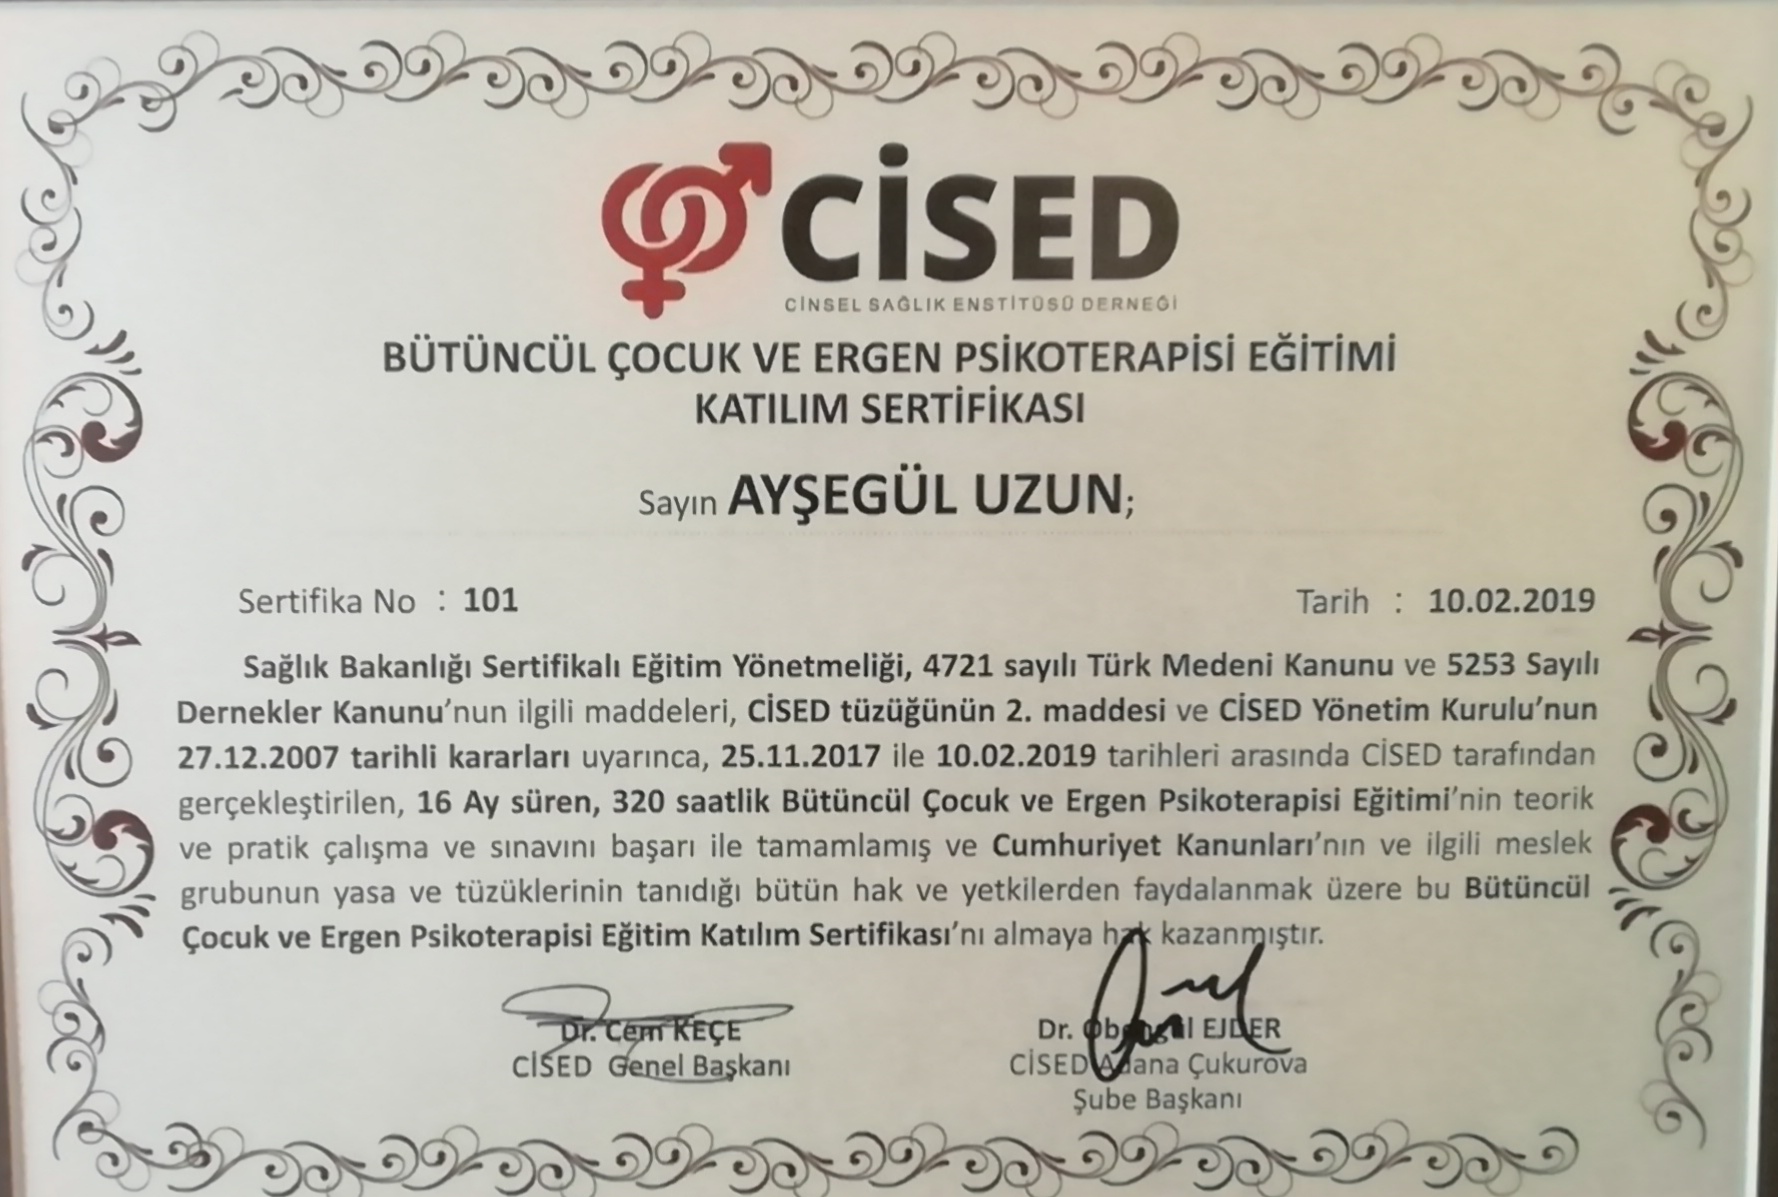 CİSED
CİNSEL SAĞLIK ENSTİTÜSÜ DERNEĞİ
BÜTÜNCÜL ÇOCUK VE ERGEN PSİKOTERAPİSİ EĞİTİMİ
KATILIM SERTİFİKASI
Sayın AYŞEGÜL UZUN;
Sertifika No : 101 Tarih : 10.02.2019
Sağlık Bakanlığı Sertifikalı Eğitim Yönetmeliği, 4721 sayılı Türk Medeni Kanunu ve 5253 Sayılı
Dernekler Kanunu'nun ilgili maddeleri, CİSED tüzüğünün 2. maddesi ve CİSED Yönetim Kurulu'nun
27.12.2007 tarihli kararları uyarınca, 25.11.2017 ile 10.02.2019 tarihleri arasında CİSED tarafından
gerçekleştirilen, 16 Ay süren, 320 saatlik Bütüncül Çocuk ve Ergen Psikoterapisi Eğitimi'nin teorik
ve pratik çalışma ve sınavını başarı ile tamamlamış ve Cumhuriyet Kanunları'nın ve ilgili meslek
grubunun yasa ve tüzüklerinin tanıdığı bütün hak ve yetkilerden faydalanmak üzere bu Bütüncül
Çocuk ve Ergen Psikoterapisi Eğitim Katılım Sertifikası'nı almaya hak kazanmıştır.
Dr. Cem KEÇE Dr. EJDER
CİSED Genel Başkanı CİSED Adana Çukurova
Şube Başkanı